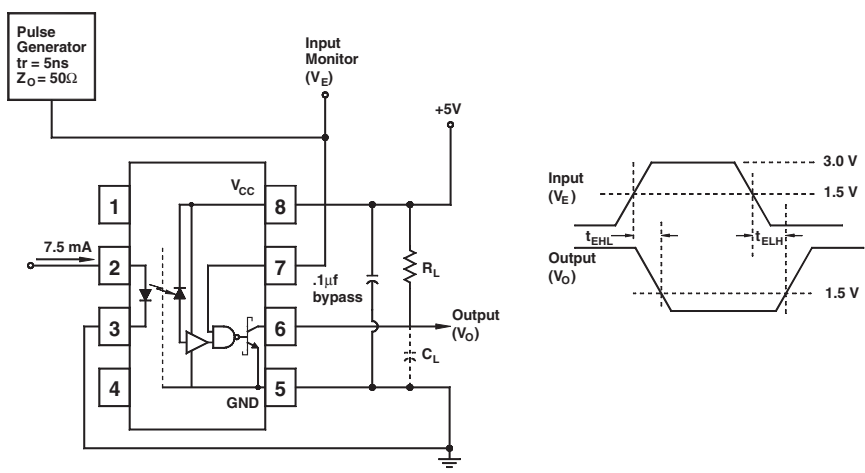 Pulse
Generator
tr = 5ns
ZO = 50Ω
Input
Monitor
(VE)
+5V
VCC
1
8
7.5 mA
2
7
.1μf
bypass
RL
3
6
Output
(VO)
CL
4
5
GND
Input
(VE)
3.0 V
1.5 V
tEHL
tELH
Output
(VO)
1.5 V